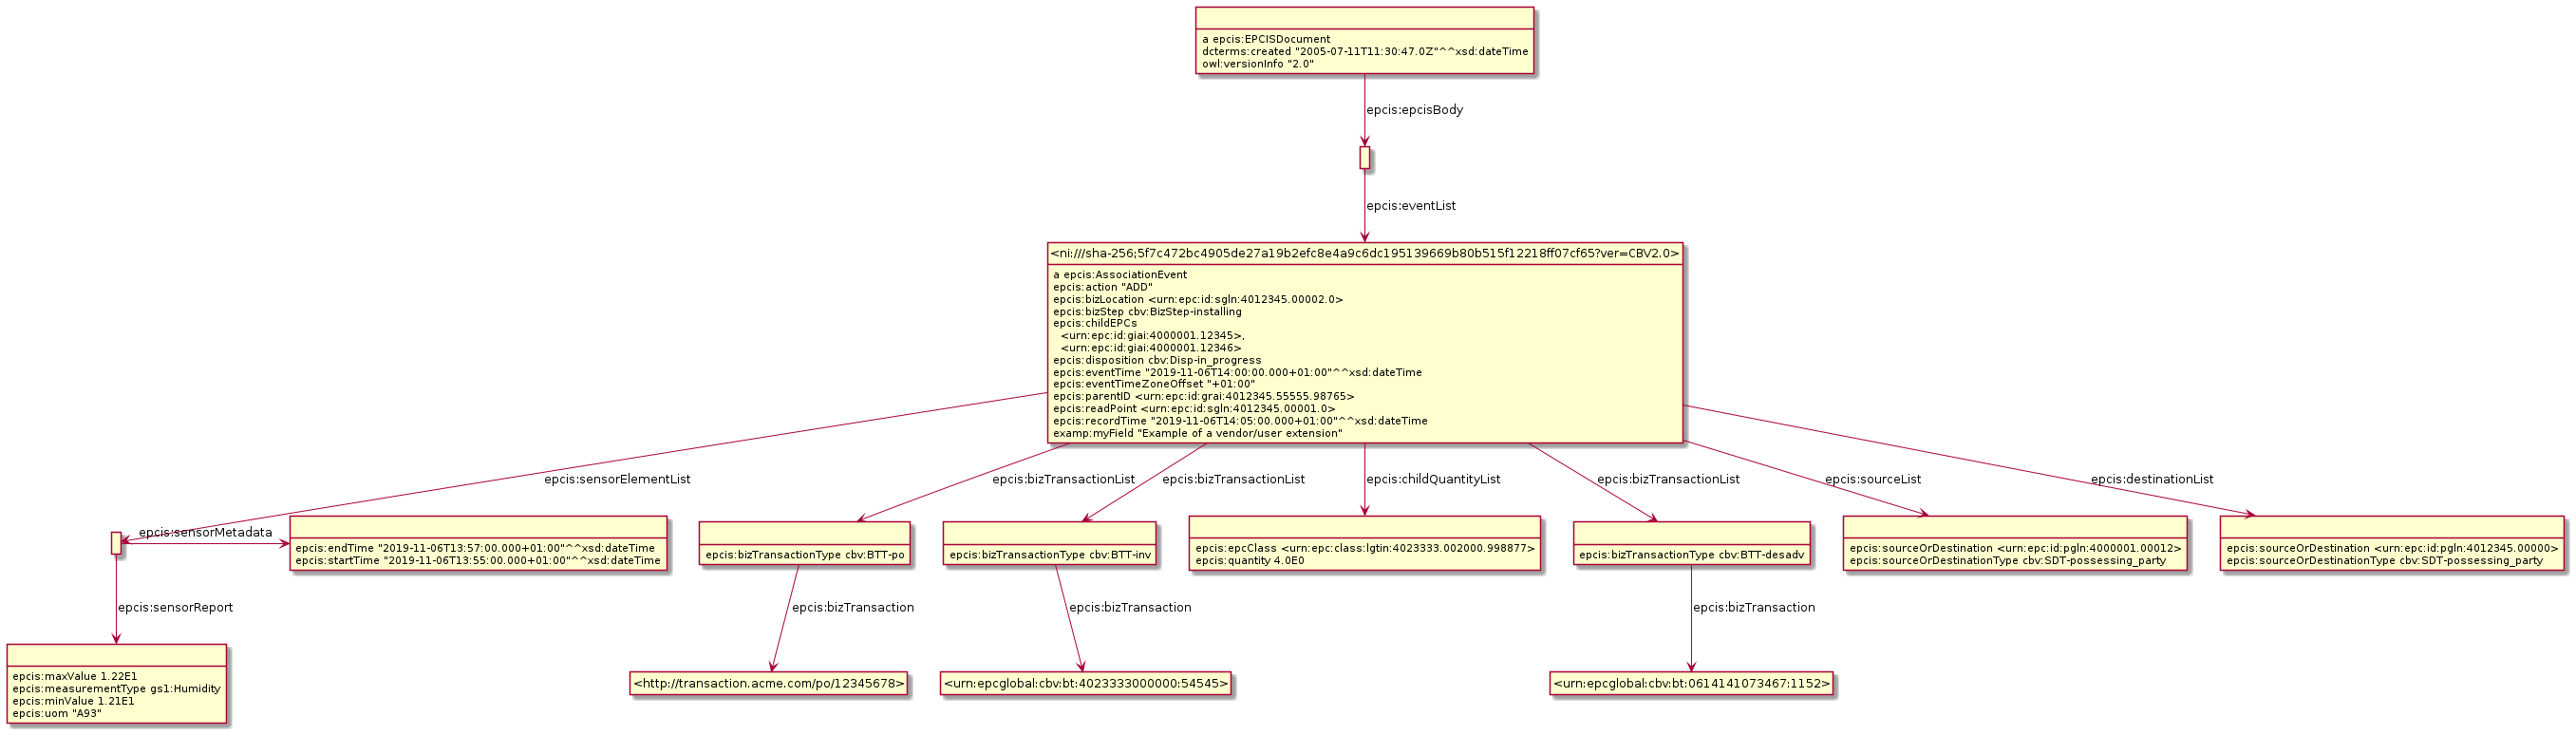 a epcis:EPCISDocument
dcterms:created "2005-07-11T11:30:47.0Z"^^xsd:dateTime
owl:versionInfo "2.0"
epcis:epcisBody
epcis:eventList
<ni:///sha-256;5f7c472bc4905de27a19b2efc8e4a9c6dc195139669b80b515f12218ff07cf65?ver=CBV2.0>
a epcis:AssociationEvent
epcis:action "ADD"
epcis:bizLocation <urn:epc:id:sgln:4012345.00002.0>
epcis:bizStep cbv:BizStep-installing
epcis:childEPCs
<urn:epc:id:giai:4000001.12345>,
<urn:epc:id:giai:4000001.12346>
epcis:disposition cbv:Disp-in_progress
epcis:eventTime "2019-11-06T14:00:00.000+01:00"^^xsd:dateTime
epcis:eventTimeZoneOffset "+01:00"
epcis:parentID <urn:epc:id:grai:4012345.55555.98765>
epcis:readPoint <urn:epc:id:sgln:4012345.00001.0>
epcis:recordTime "2019-11-06T14:05:00.000+01:00"^^xsd:dateTime
examp:myField "Example of a vendor/user extension"
epcis:sensorElementList
epcis:bizTransactionList
epcis:bizTransactionList
epcis:childQuantityList
epcis:bizTransactionList
epcis:sourceList
epcis:destinationList
epcis:sensorMetadata
epcis:endTime "2019-11-06T13:57:00.000+01:00"^^xsd:dateTime
epcis:startTime "2019-11-06T13:55:00.000+01:00"^^xsd:dateTime
epcis:bizTransactionType cbv:BTT-po
epcis:bizTransactionType cbv:BTT-inv
epcis:epcClass <urn:epc:class:lgtin:4023333.002000.998877>
epcis:quantity 4.0E0
epcis:bizTransactionType cbv:BTT-desadv
epcis:sourceOrDestination <urn:epc:id:pgln:4000001.00012>
epcis:sourceOrDestinationType cbv:SDT-possessing_party
epcis:sourceOrDestination <urn:epc:id:pgln:4012345.00000>
epcis:sourceOrDestinationType cbv:SDT-possessing_party
epcis:sensorReport
epcis:bizTransaction
epcis:bizTransaction
epcis:bizTransaction
epcis:maxValue 1.22E1
epcis:measurementType gs1:Humidity
epcis:minValue 1.21E1
epcis:uom "A93"
<http://transaction.acme.com/po/12345678>
<urn:epcglobal:cbv:bt:4023333000000:54545>
<urn:epcglobal:cbv:bt:0614141073467:1152>